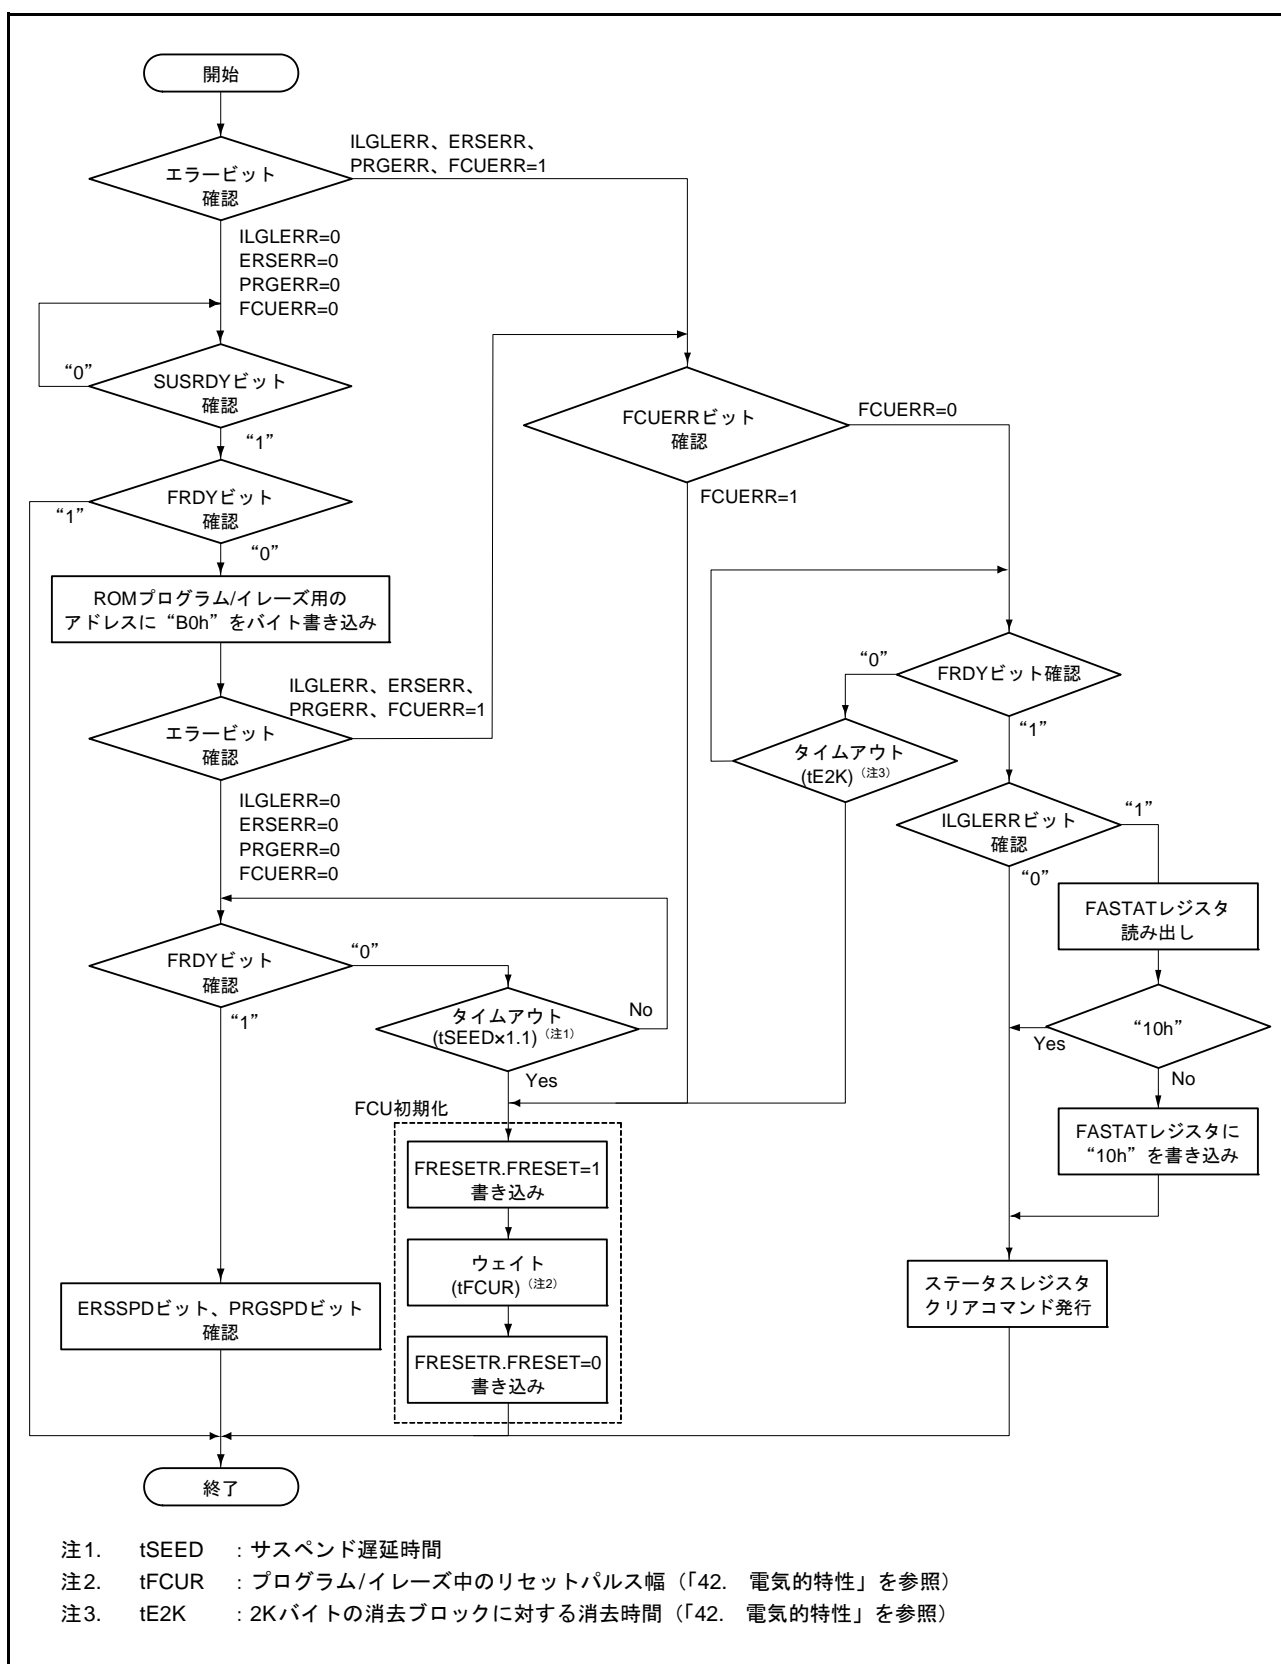 開始
エラービット
確認
ILGLERR、ERSERR、
PRGERR、FCUERR=1
ILGLERR=0
ERSERR=0
PRGERR=0
FCUERR=0
SUSRDYビット
確認
“0”
“1”
FRDYビット
確認
“1”
“0”
ROMプログラム/イレーズ用の
アドレスに“B0h”をバイト書き込み
エラービット
確認
ILGLERR、ERSERR、
PRGERR、FCUERR=1
ILGLERR=0
ERSERR=0
PRGERR=0
FCUERR=0
FRDYビット
確認
“0”
“1”
タイムアウト
(tSEED×1.1)（注1）
No
Yes
FCUERRビット
確認
FCUERR=0
FCUERR=1
FRDYビット確認
“0”
“1”
タイムアウト
(tE2K)（注3）
ILGLERRビット
確認
“1”
“0”
FASTATレジスタ
読み出し
“10h”
Yes
No
FASTATレジスタに
“10h”を書き込み
ステータスレジスタ
クリアコマンド発行
FCU初期化
FRESETR.FRESET=1
書き込み
ウェイト
(tFCUR)（注2）
FRESETR.FRESET=0
書き込み
ERSSPDビット、PRGSPDビット
確認
終了
注1. tSEED : サスペンド遅延時間
注2. tFCUR : プログラム/イレーズ中のリセットパルス幅（「42. 電気的特性」を参照）
注3. tE2K : 2Kバイトの消去ブロックに対する消去時間（「42. 電気的特性」を参照）